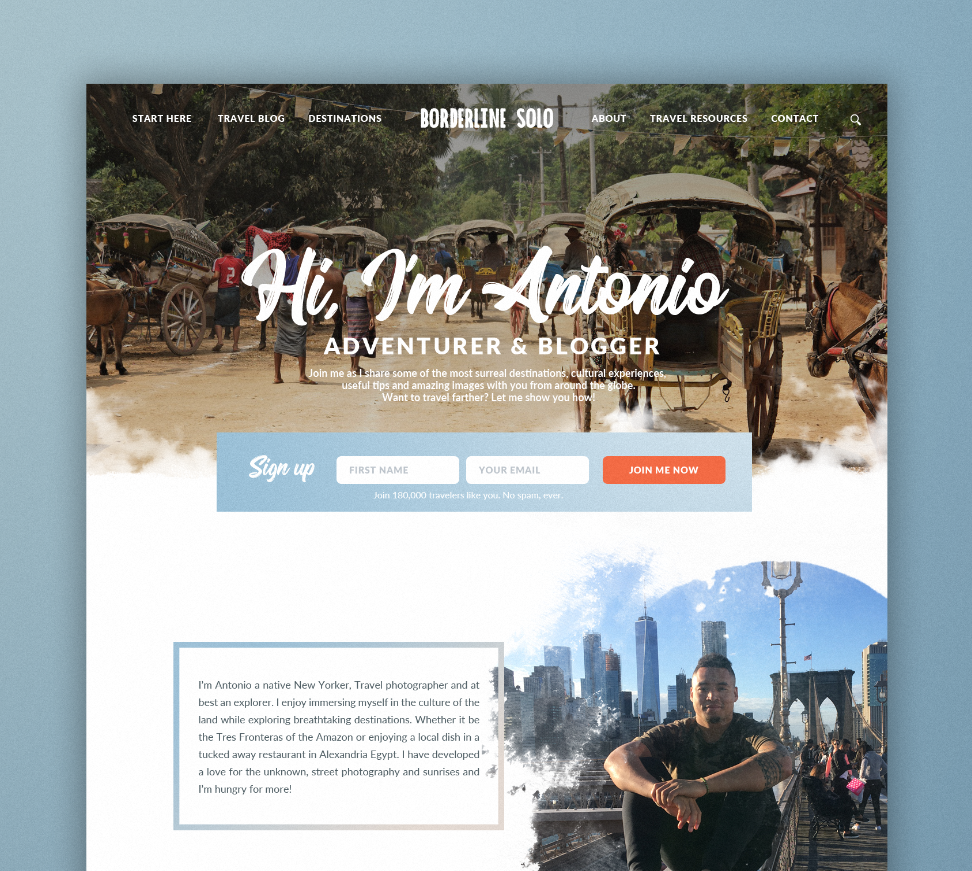 START HERE TRAVEL BLOG DESTINATIONS BORDERLINE SOLO ABOUT TRAVEL RESOURCES CONTACT
2
Hi, I'm Antonio
ADVENTURER & BLOGGER
Join me as I share some of the most surreal destinations, cultural experiences,
useful tips and amazing images with you from around the globe.
Want to travel farther? Let me show you how!
Sign up FIRST NAME YOUR EMAIL JOIN ME NOW
Join 180,000 travelers like you. No spam, ever.
I'm Antonio a native New Yorker, Travel photographer and at
best an explorer. I enjoy immersing myself in the culture of the
land while exploring breathtaking destinations. Whether it be
the Tres Fronteras of the Amazon or enjoying a local dish in a
tucked away restaurant in Alexandria Egypt. I have developed
a love for the unknown, street photography and sunrises and
I'm hungry for more!